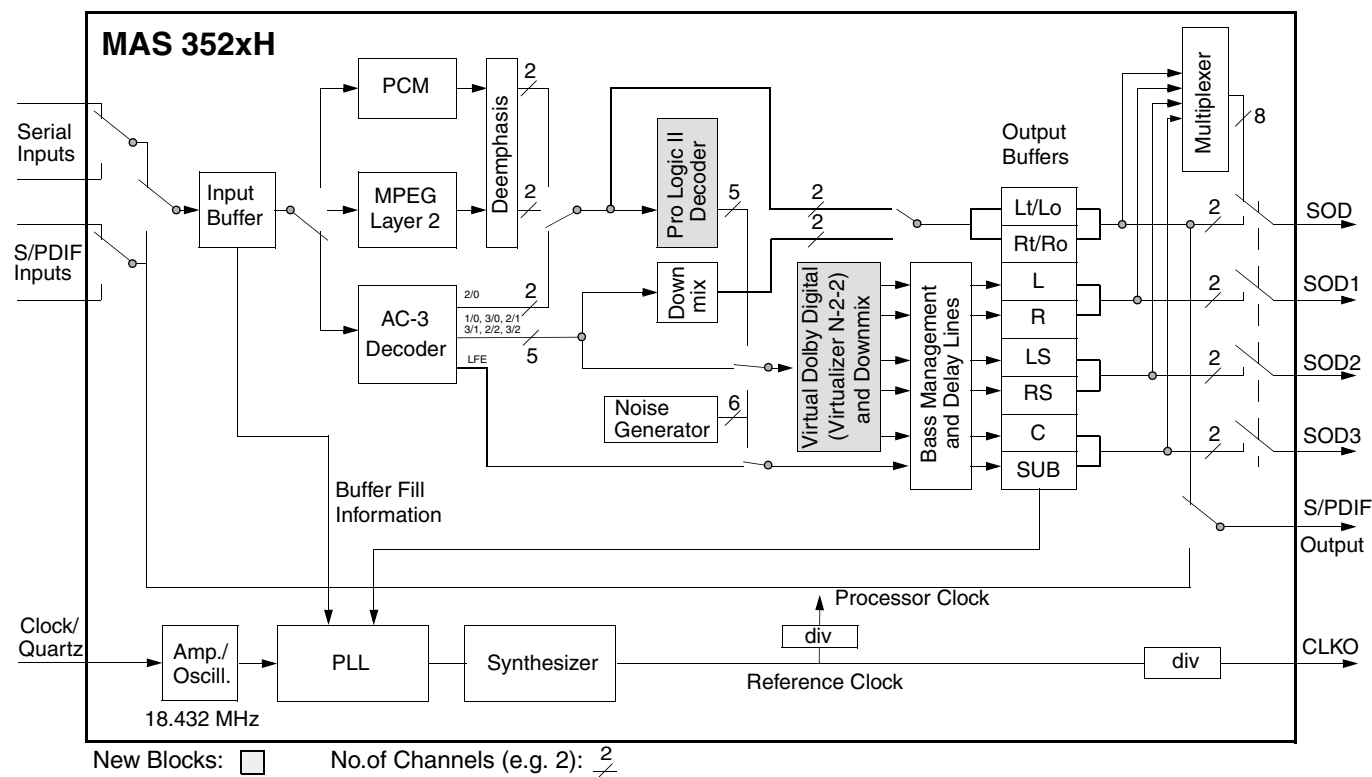 MAS 352xH
Serial
Inputs
S/PDIF
Inputs
Input
Buffer
PCM
MPEG
Layer 2
Deemphasis
2
2
AC-3
Decoder
2/0
1/0, 3/0, 2/1
3/1, 2/2, 3/2
LFE
2
5
Pro Logic II
Decoder
5
Down
mix
2
2
Noise
Generator
6
Virtual Dolby Digital
(Virtualizer N-2-2)
and Downmix
Bass Management
and Delay Lines
Output
Buffers
Lt/Lo
Rt/Ro
L
R
LS
RS
C
SUB
Multiplexer
8
2
SOD
2
SOD1
2
SOD2
2
SOD3
S/PDIF
Output
Buffer Fill
Information
Processor Clock
div
Reference Clock
Clock/
Quartz
Amp./
Oscill.
18.432 MHz
PLL
Synthesizer
div
CLKO
New Blocks:
No.of Channels (e.g. 2): 2